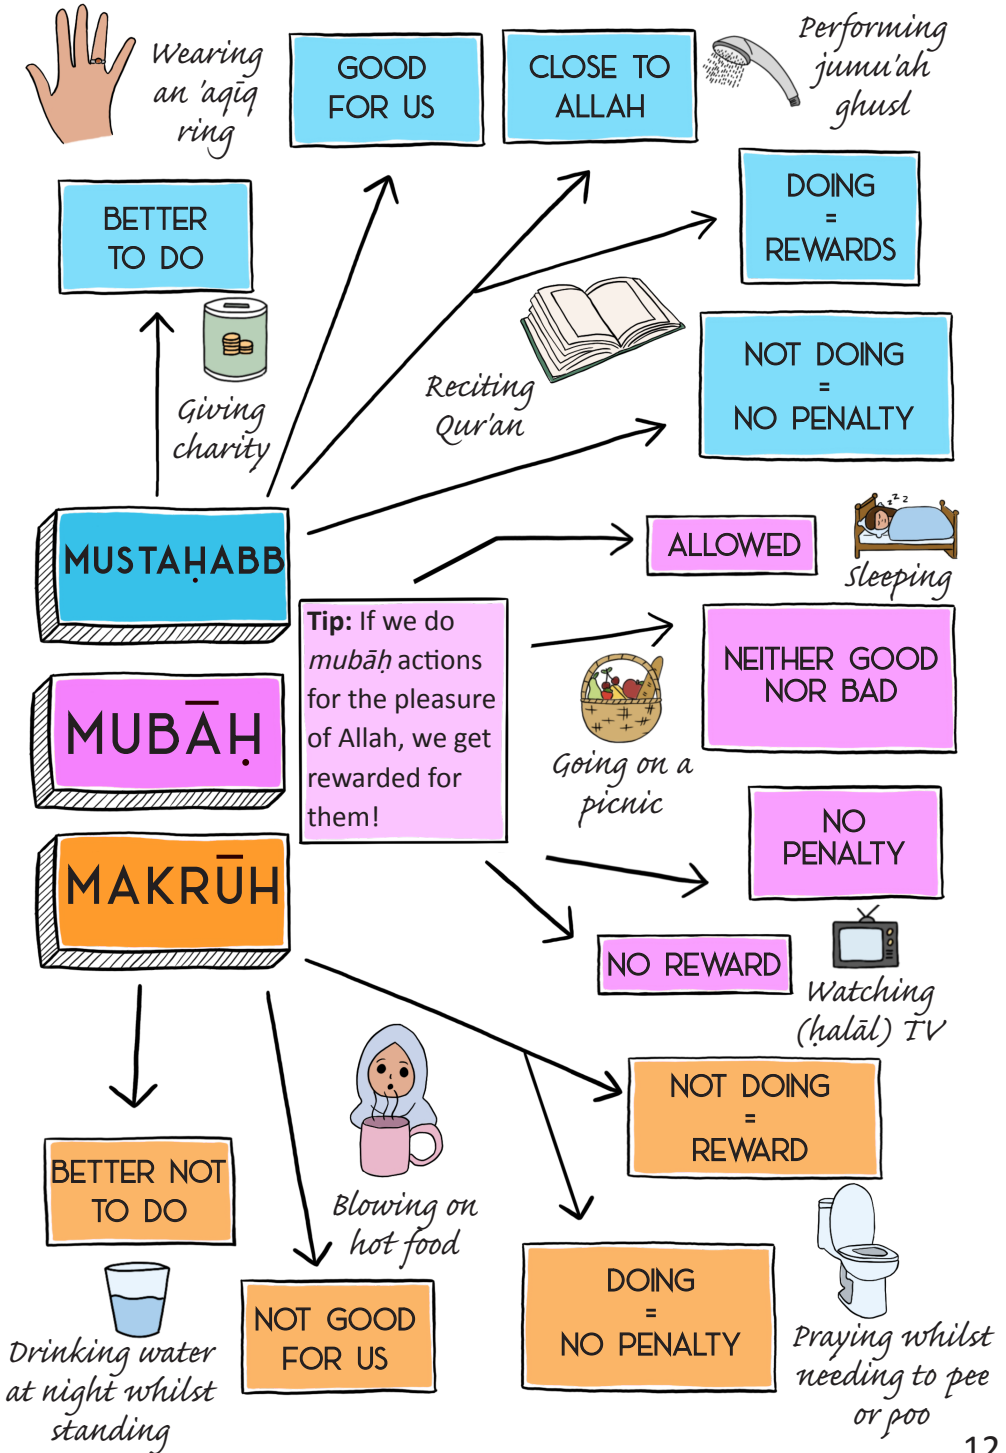 Wearing
an 'aqīq
ring
GOOD
FOR US
CLOSE TO
ALLAH
Performing
jumu'ah
ghusl
BETTER
TO DO
DOING
=
REWARDS
Giving
charity
Reciting
Qur'an
NOT DOING
=
NO PENALTY
MUSTAḤABB
ALLOWED
z z z z
Sleeping
Tip: If we do
mubāḥ actions
for the pleasure
of Allah, we get
rewarded for
them!
NEITHER GOOD
NOR BAD
MUBĀḤ
Going on a
picnic
NO
PENALTY
MAKRŪH
NO REWARD
Watching
(ḥalāl) TV
NOT DOING
=
REWARD
BETTER NOT
TO DO
Blowing on
hot food
NOT GOOD
FOR US
DOING
=
NO PENALTY
Drinking water
at night whilst
standing
Praying whilst
needing to pee
or poo
12